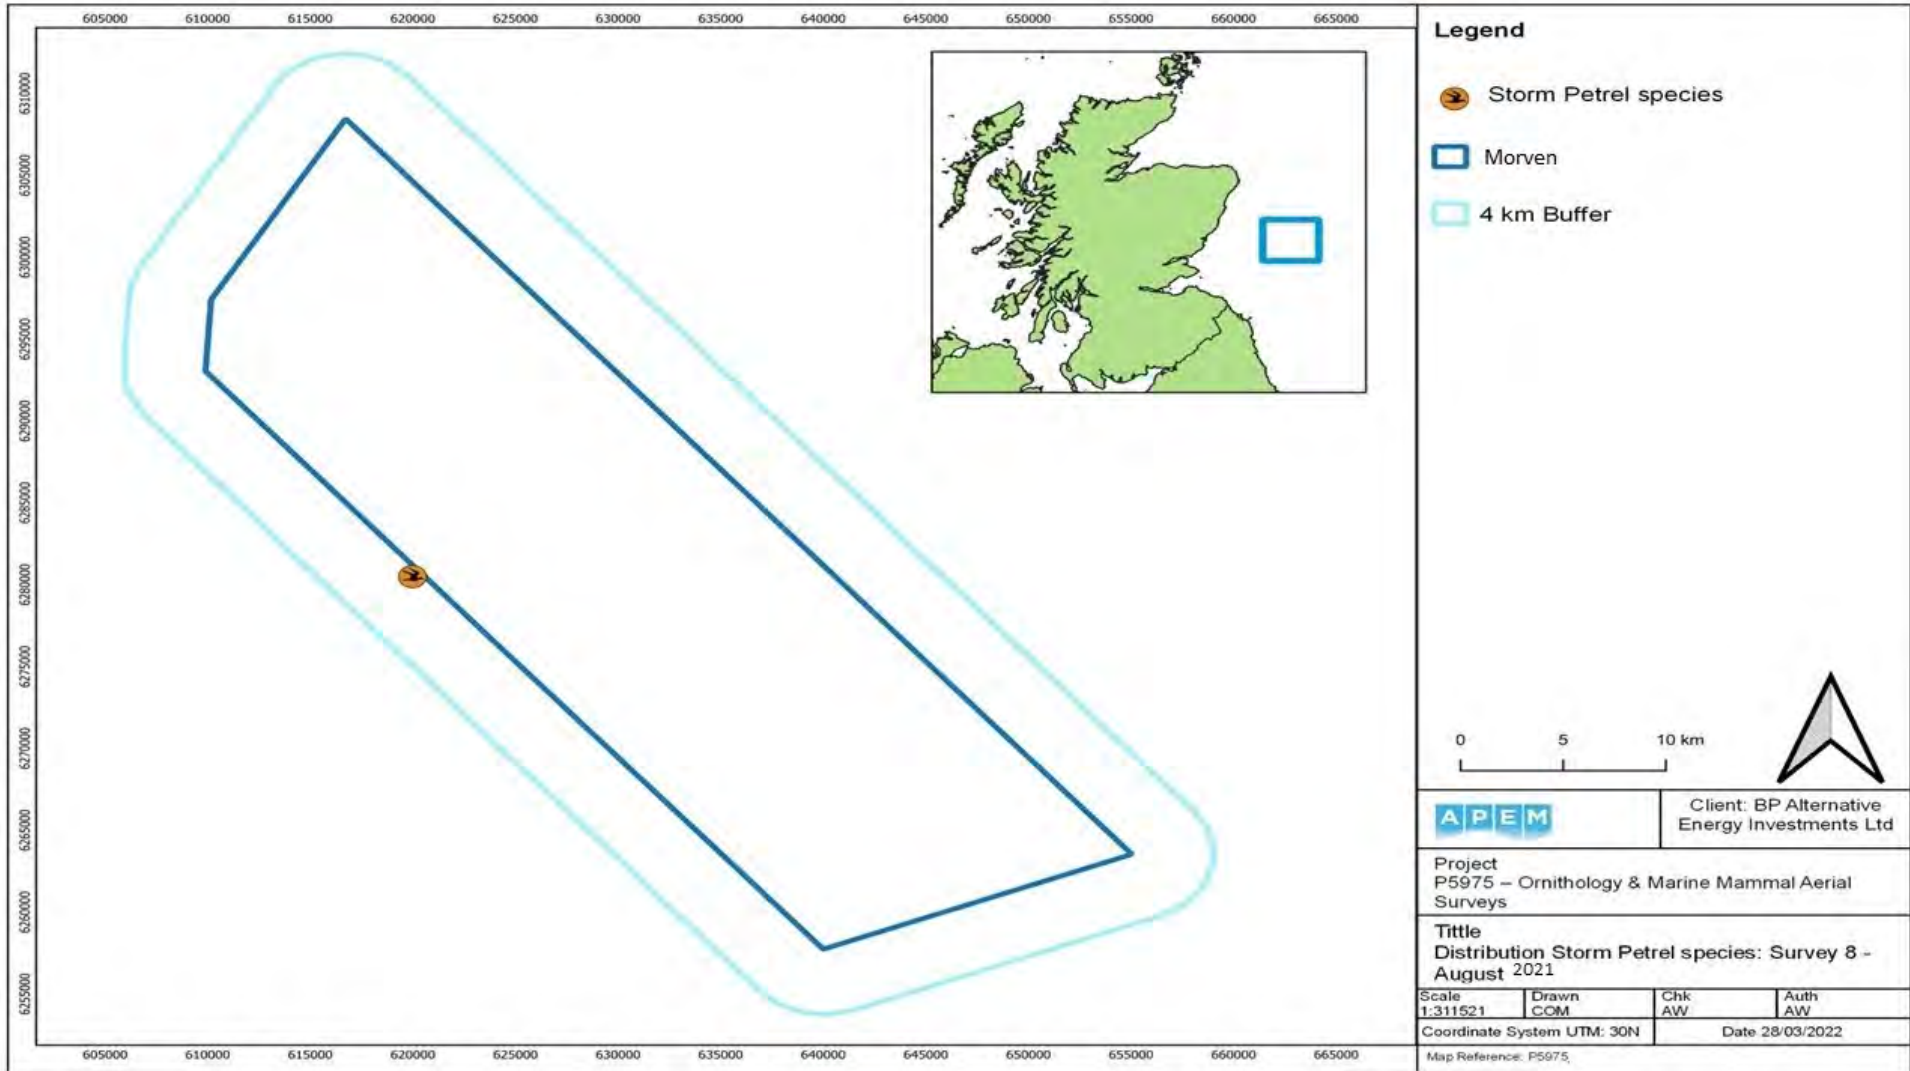 605000 610000 615000 620000 625000 630000 635000 640000 645000 650000 655000 660000 665000
6310000
6305000
6300000
6295000
6290000
6285000
6280000
6275000
6270000
6265000
6260000
6255000
605000 610000 615000 620000 625000 630000 635000 640000 645000 650000 655000 660000 665000
Legend
Storm Petrel species
Morven
4 km Buffer
0 5 10 km
APEM
Client: BP Alternative
Energy Investments Ltd
Project
P5975 – Ornithology & Marine Mammal Aerial
Surveys
Tittle
Distribution Storm Petrel species: Survey 8 -
August 2021
Scale
1:311521
Drawn
COM
Chk
AW
Auth
AW
Coordinate System UTM: 30N
Date 28/03/2022
Map Reference: P5975